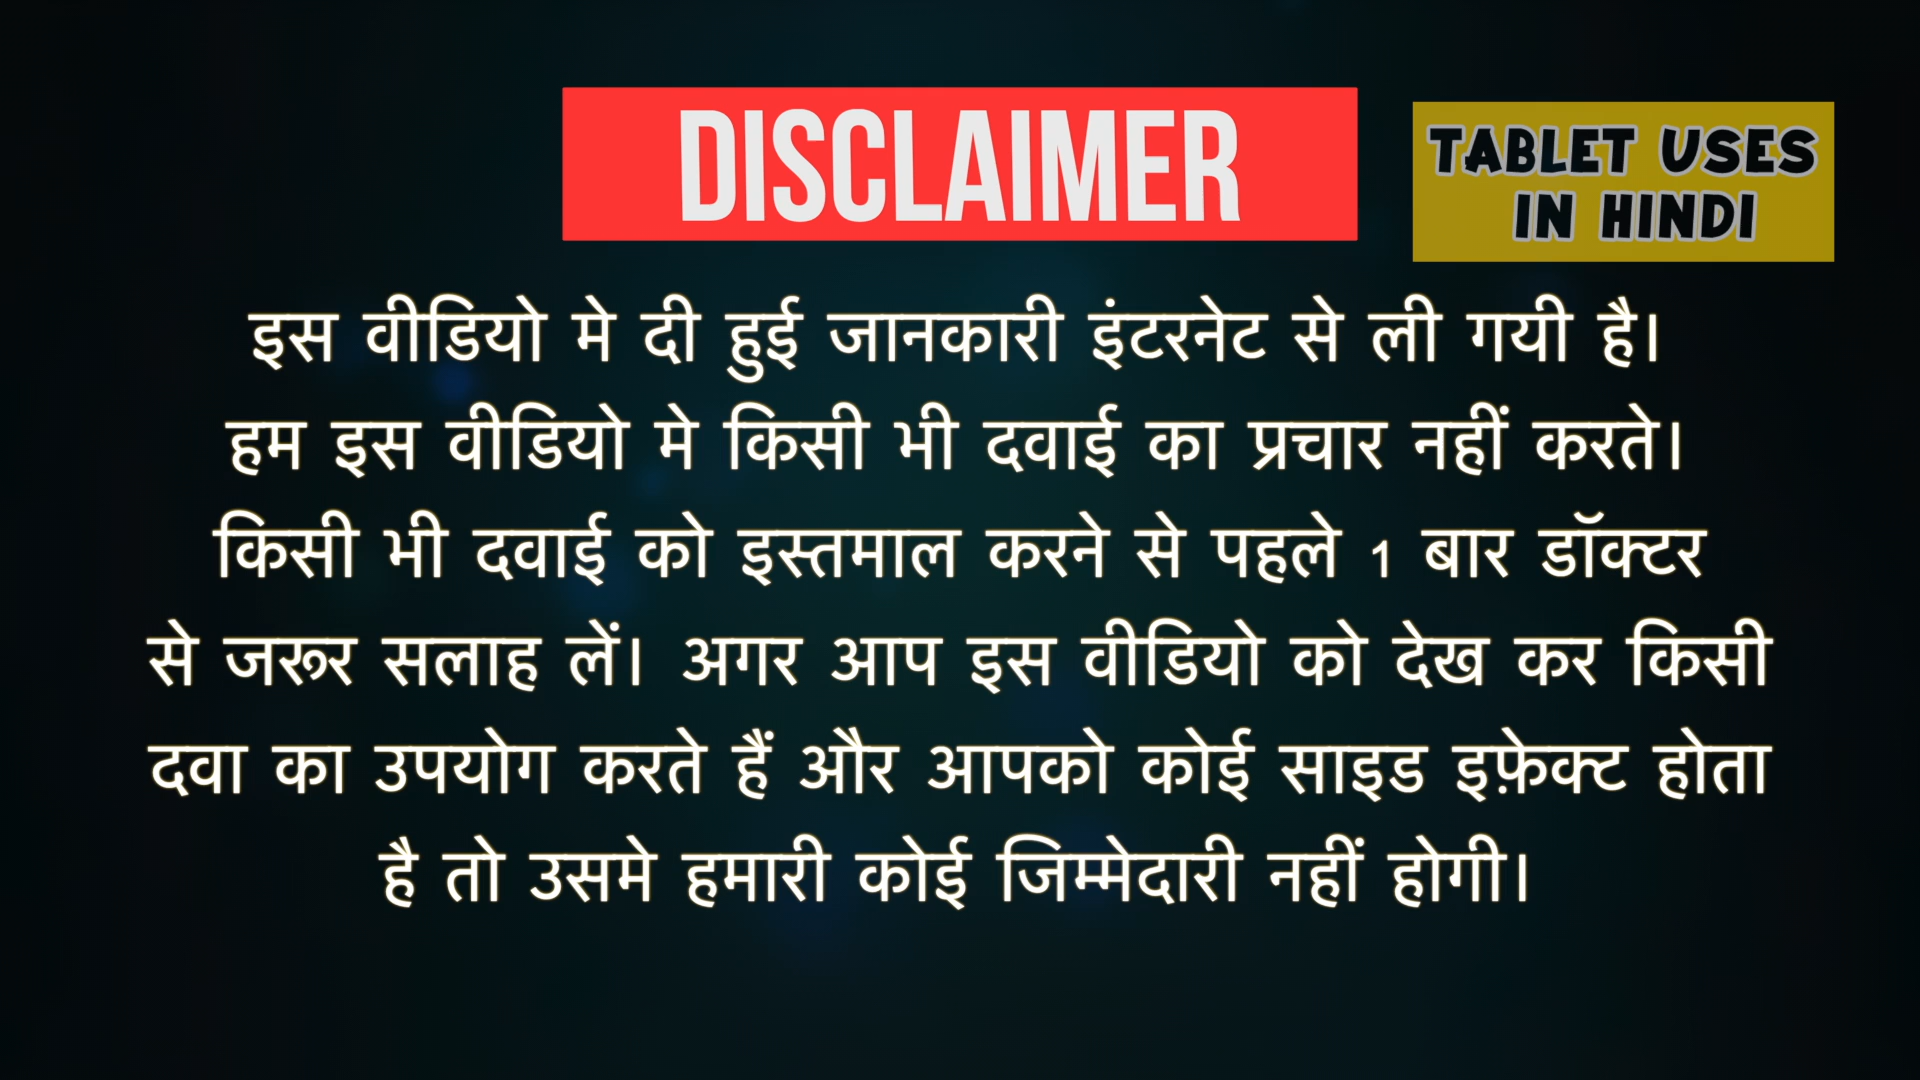 DISCLAIMER
TABLET USES
IN HINDI
इस वीडियो मे दी हुई जानकारी इंटरनेट से ली गयी है।
हम इस वीडियो मे किसी भी दवाई का प्रचार नहीं करते।
किसी भी दवाई को इस्तमाल करने से पहले 1 बार डॉक्टर
से जरूर सलाह लें। अगर आप इस वीडियो को देख कर किसी
दवा का उपयोग करते हैं और आपको कोई साइड इफ़ेक्ट होता
है तो उसमे हमारी कोई जिम्मेदारी नहीं होगी।